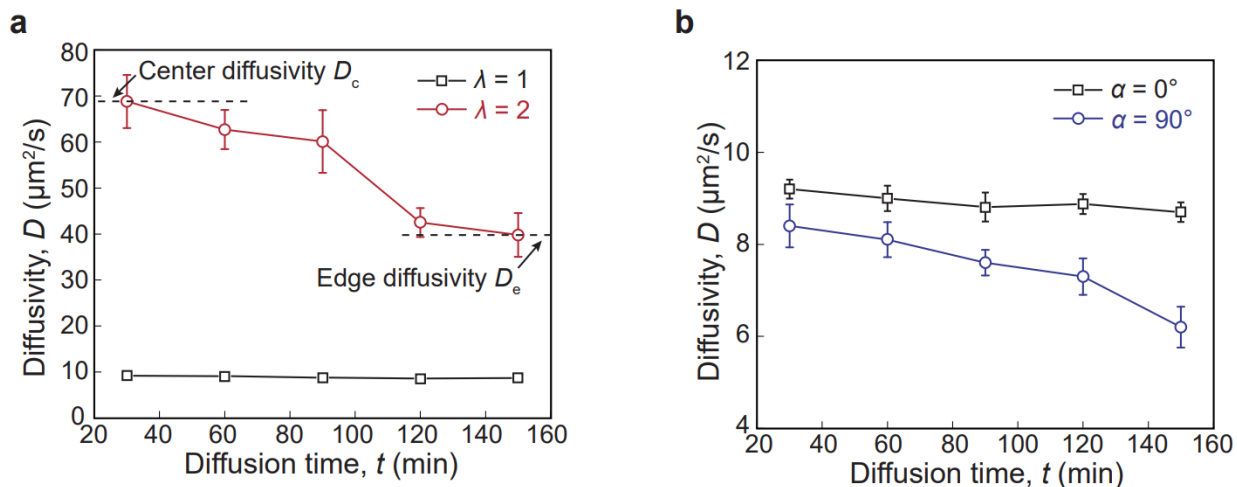 a
80
70
60
50
40
30
20
10
0
Diffusivity, D (µm²/s)
Center diffusivity Dc
λ = 1
λ = 2
Edge diffusivity De
20 40 60 80 100 120 140 160
Diffusion time, t (min)
b
12
10
8
6
4
Diffusivity, D (µm²/s)
α = 0°
α = 90°
20 40 60 80 100 120 140 160
Diffusion time, t (min)